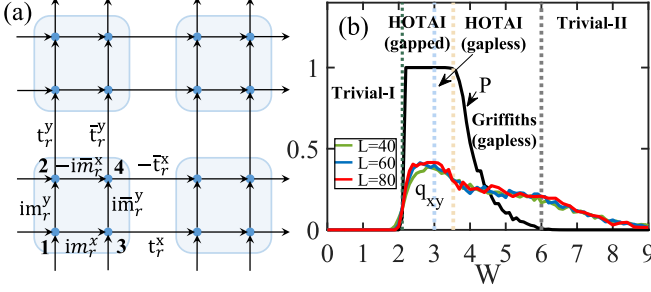 (a)
t_r^y
t̄_r^y
2
-im̄_r^x
4
-t̄_r^x
im_r^y
im̄_r^y
1
im_r^x
3
t_r^x
(b)
HOTAI
(gapped)
HOTAI
(gapless)
Trivial-II
Trivial-I
P
Griffiths
(gapless)
L=40
L=60
L=80
q_xy
1
0.5
0
0 1 2 3 4 5 6 7 8 9
W